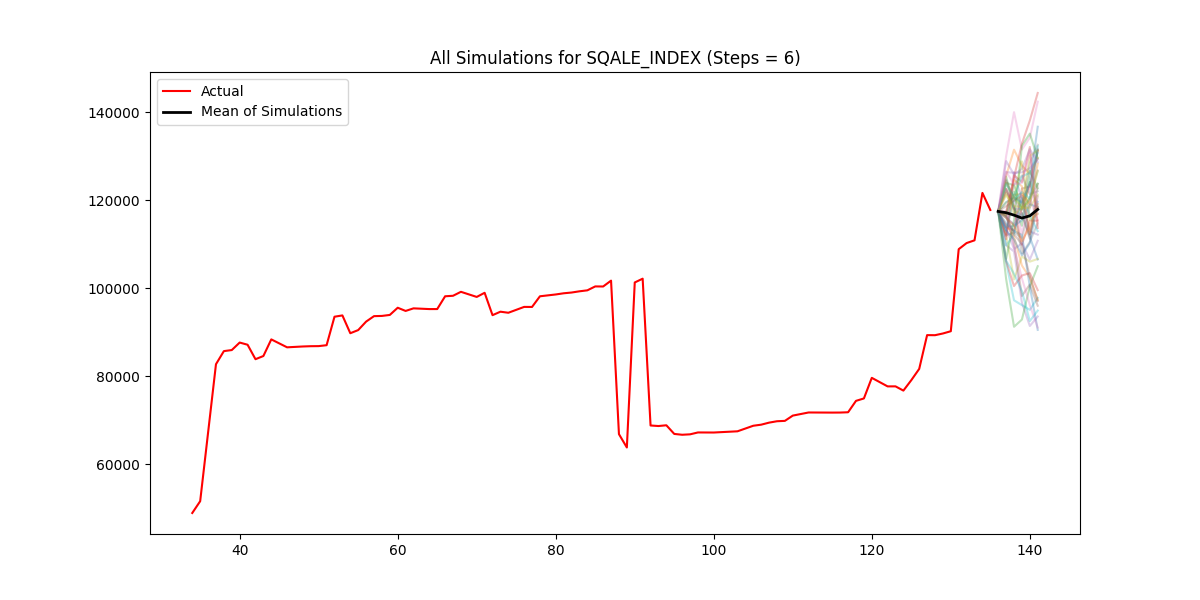 All Simulations for SQALE_INDEX (Steps = 6)
Actual
Mean of Simulations
140000
120000
100000
80000
60000
40 60 80 100 120 140